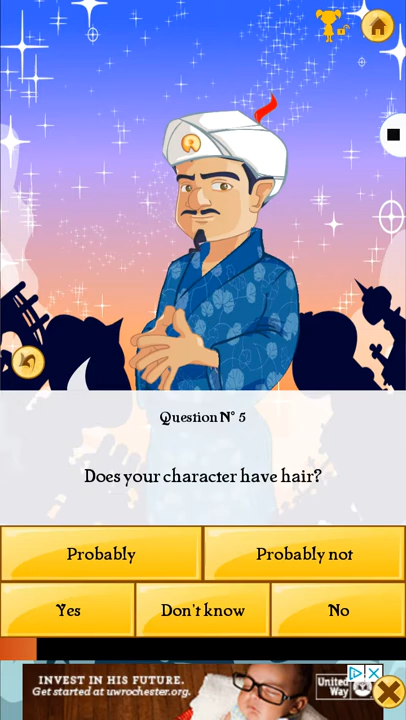 Question N° 5
Does your character have hair?
Probably
Probably not
Yes
Don't know
No
INVEST IN HIS FUTURE.
Get started at uwrochester.org.
United
Way